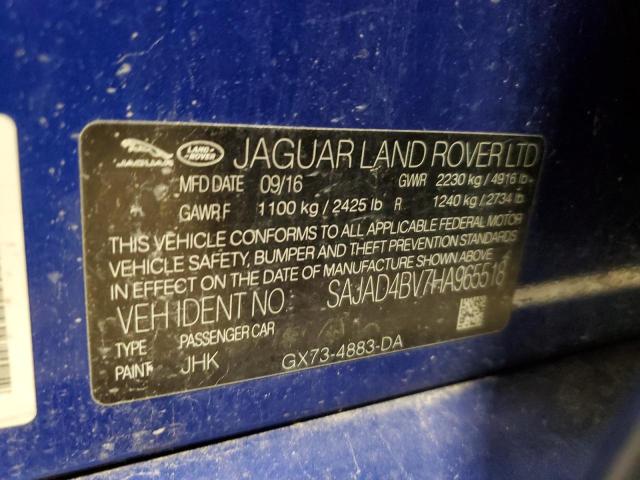 JAGUAR LAND ROVER JAGUAR LAND ROVER LTD
MFD DATE 09/16 GWR 2230 kg / 4916 lb
GAWR F 1100 kg / 2425 lb R 1240 kg / 2734 lb
THIS VEHICLE CONFORMS TO ALL APPLICABLE FEDERAL MOTOR
VEHICLE SAFETY, BUMPER AND THEFT PREVENTION STANDARDS
IN EFFECT ON THE DATE OF MANUFACTURE SHOWN ABOVE.
VEH IDENT NO: SAJAD4BV7HA965518
TYPE: PASSENGER CAR
PAINT: JHK GX73-4883-DA